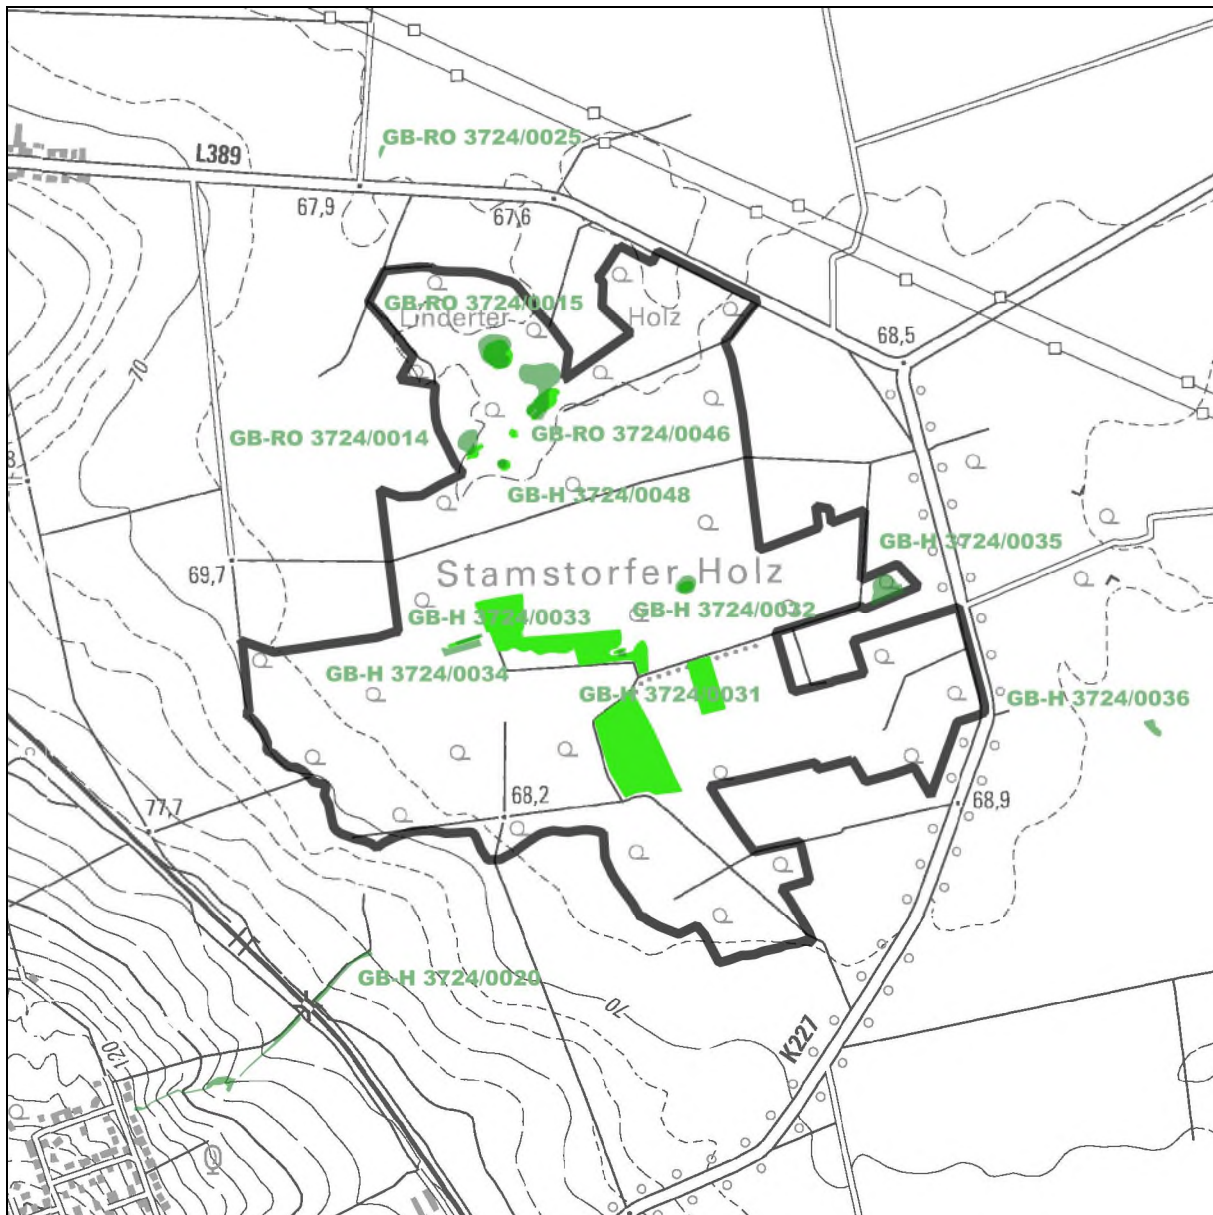 GB-RO 3724/0025
L389
67,9
67,6
GB-RO 3724/0015
Linderter Holz
68,5
70
GB-RO 3724/0014
GB-RO 3724/0046
GB-H 3724/0048
GB-H 3724/0035
69,7
Stamstorfer Holz
GB-H 3724/0033
GB-H 3724/0032
GB-H 3724/0034
GB-H 3724/0031
GB-H 3724/0036
77,7
68,2
68,9
GB-H 3724/0020
70
K227
120